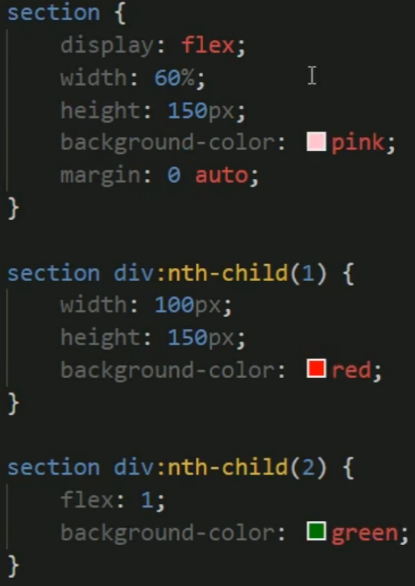 section {
    display: flex;
    width: 60%;
    height: 150px;
    background-color: pink;
    margin: 0 auto;
}

section div:nth-child(1) {
    width: 100px;
    height: 150px;
    background-color: red;
}

section div:nth-child(2) {
    flex: 1;
    background-color: green;
}